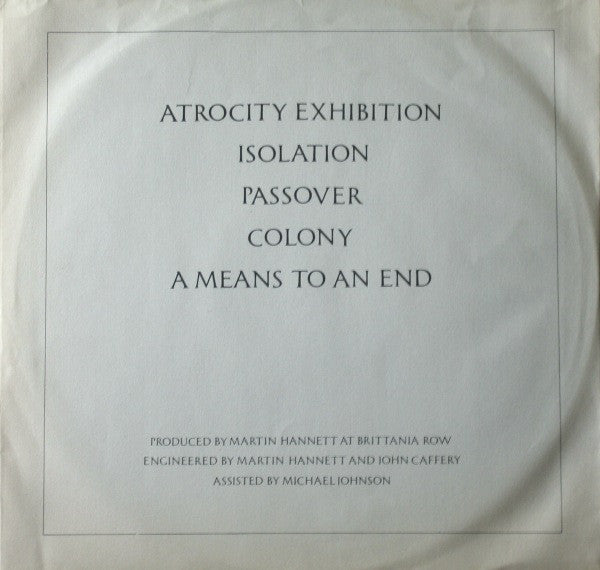 ATROCITY EXHIBITION
ISOLATION
PASSOVER
COLONY
A MEANS TO AN END
PRODUCED BY MARTIN HANNETT AT BRITTANIA ROW
ENGINEERED BY MARTIN HANNETT AND JOHN CAFFERY
ASSISTED BY MICHAEL JOHNSON